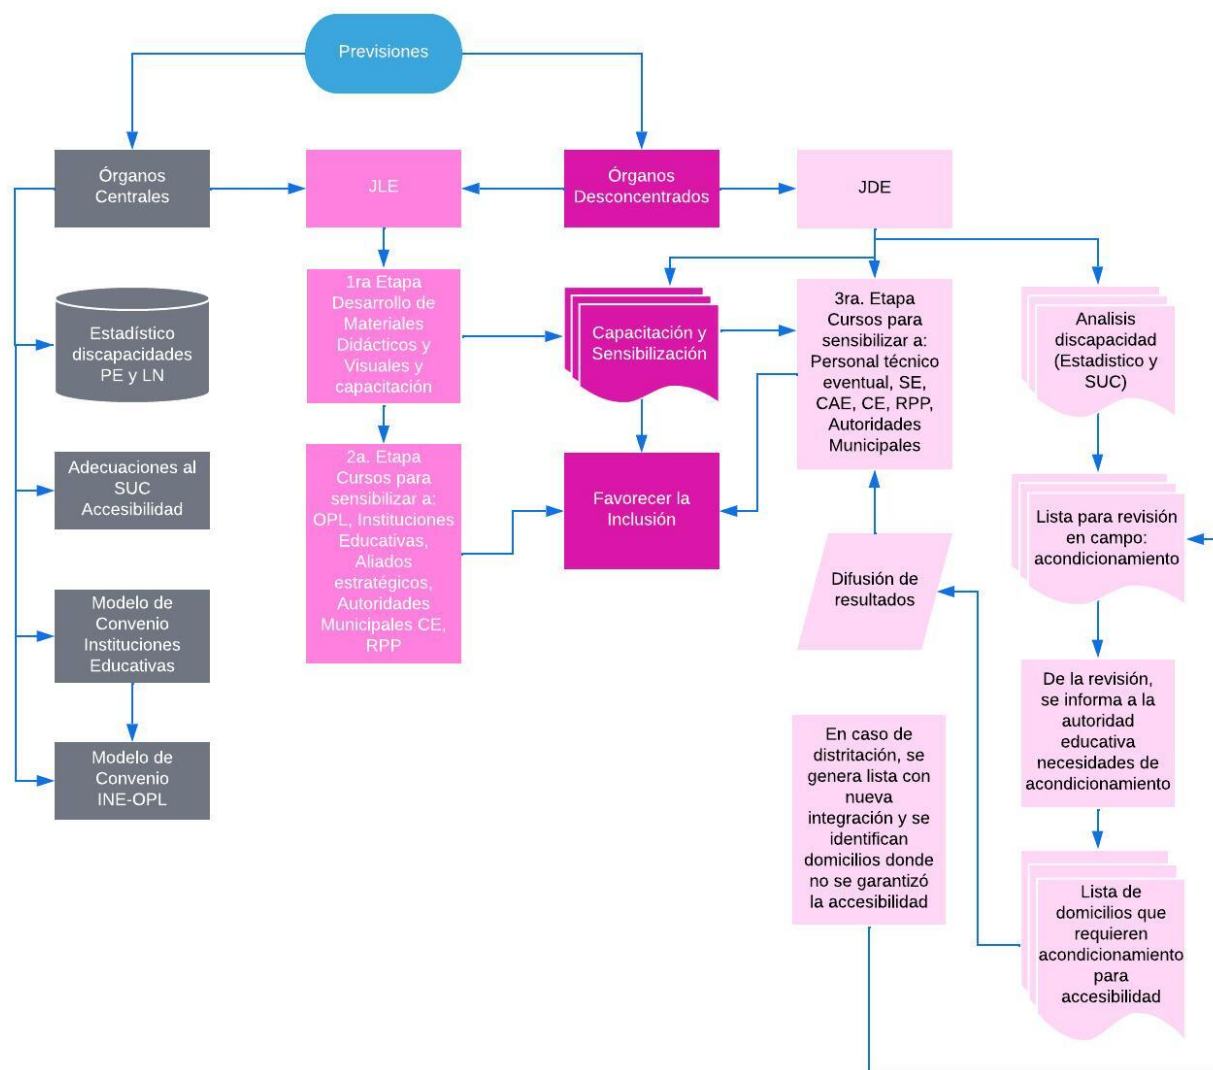 Previsiones
Órganos
Centrales
JLE
Órganos
Desconcentrados
JDE
Estadístico
discapacidades
PE y LN
1ra Etapa
Desarrollo de
Materiales
Didácticos y
Visuales y
capacitación
Capacitación y
Sensibilización
3ra. Etapa
Cursos para
sensibilizar a:
Personal técnico
eventual, SE,
CAE, CE, RPP,
Autoridades
Municipales
Analisis
discapacidad
(Estadistico y
SUC)
Adecuaciones al
SUC
Accesibilidad
2a. Etapa
Cursos para
sensibilizar a:
OPL, Instituciones
Educativas,
Aliados
estratégicos,
Autoridades
Municipales CE,
RPP
Favorecer la
Inclusión
Lista para revisión
en campo:
acondicionamiento
Difusión de
resultados
Modelo de
Convenio
Instituciones
Educativas
De la revisión,
se informa a la
autoridad
educativa
necesidades de
acondicionamiento
Modelo de
Convenio
INE-OPL
En caso de
distritación, se
genera lista con
nueva
integración y se
identifican
domicilios donde
no se garantizó
la accesibilidad
Lista de
domicilios que
requieren
acondicionamiento
para
accesibilidad